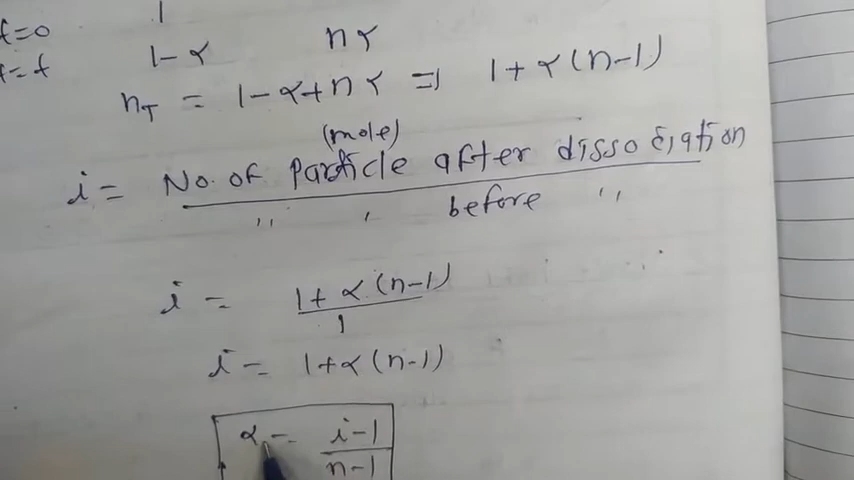 t=0 1
t=t 1-α nα
n_T = 1-α+nα ⇒ 1+α(n-1)
(mole)
i = No. of particle after dissociation
〃 〃 before 〃
i = 1+α(n-1)
1
i = 1+α(n-1)
α = i-1
n-1